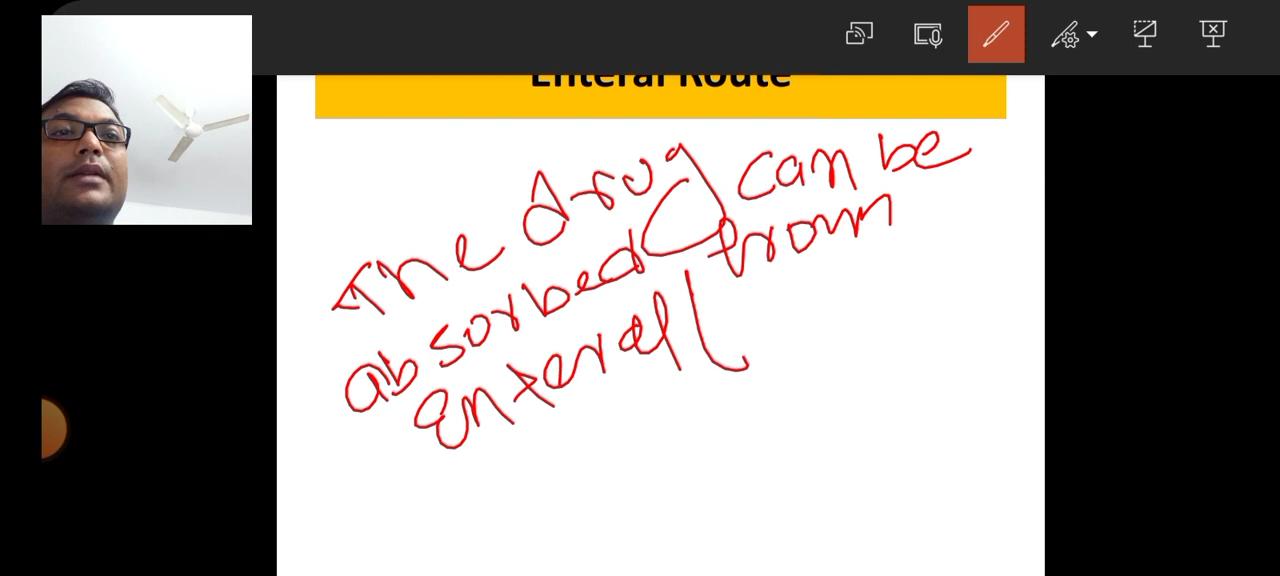 Enteral Route
The drug can be
absorbed from
Enteral